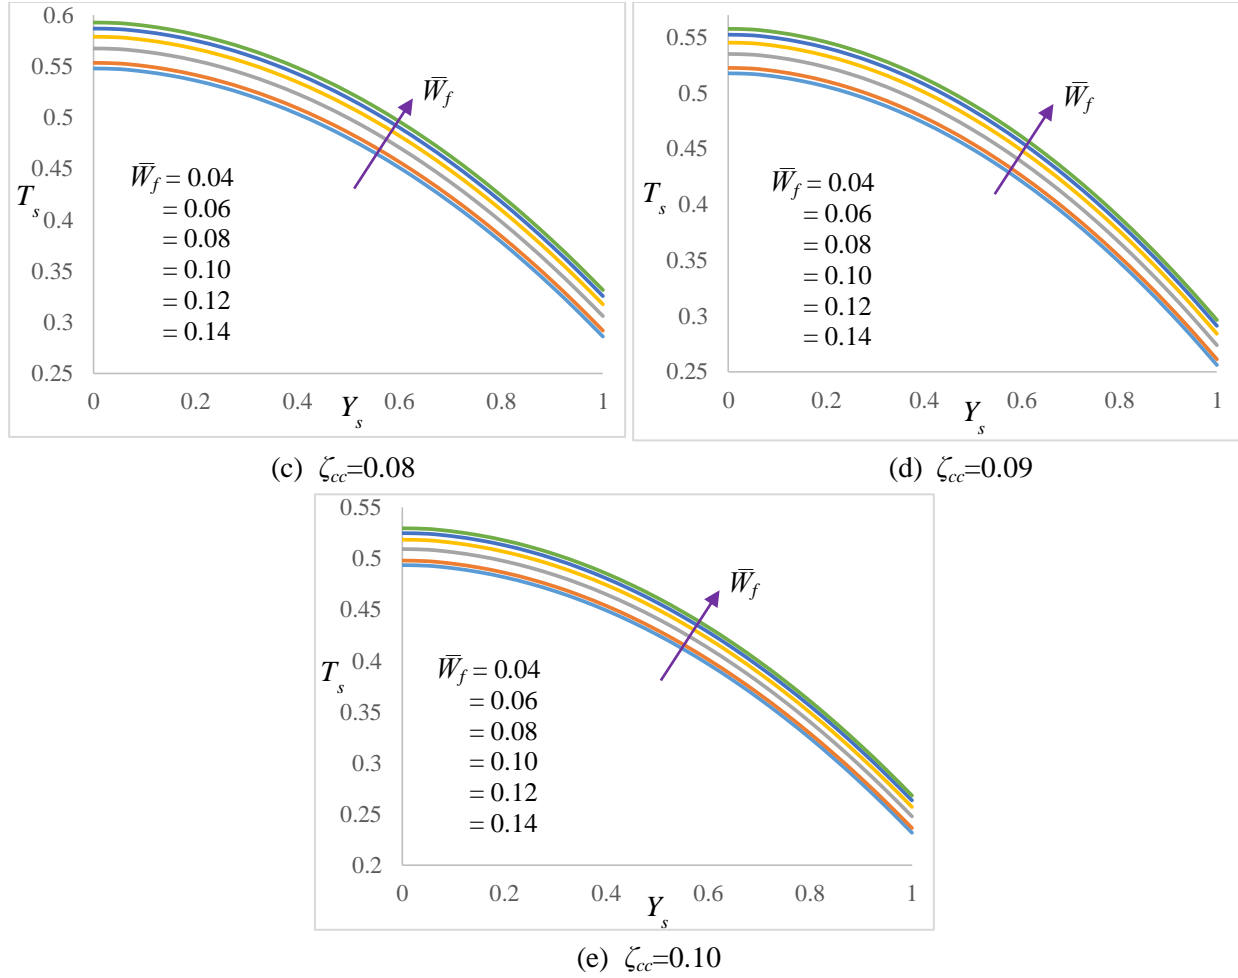 0.6
0.55
0.5
0.45
0.4
0.35
0.3
0.25
T_s
W̅_f
W̅_f = 0.04
= 0.06
= 0.08
= 0.10
= 0.12
= 0.14
0 0.2 0.4 0.6 0.8 1
Y_s
(c) ζ_cc=0.08
0.55
0.5
0.45
0.4
0.35
0.3
0.25
T_s
W̅_f
W̅_f = 0.04
= 0.06
= 0.08
= 0.10
= 0.12
= 0.14
0 0.2 0.4 0.6 0.8 1
Y_s
(d) ζ_cc=0.09
0.55
0.5
0.45
0.4
0.35
0.3
0.25
0.2
T_s
W̅_f
W̅_f = 0.04
= 0.06
= 0.08
= 0.10
= 0.12
= 0.14
0 0.2 0.4 0.6 0.8 1
Y_s
(e) ζ_cc=0.10